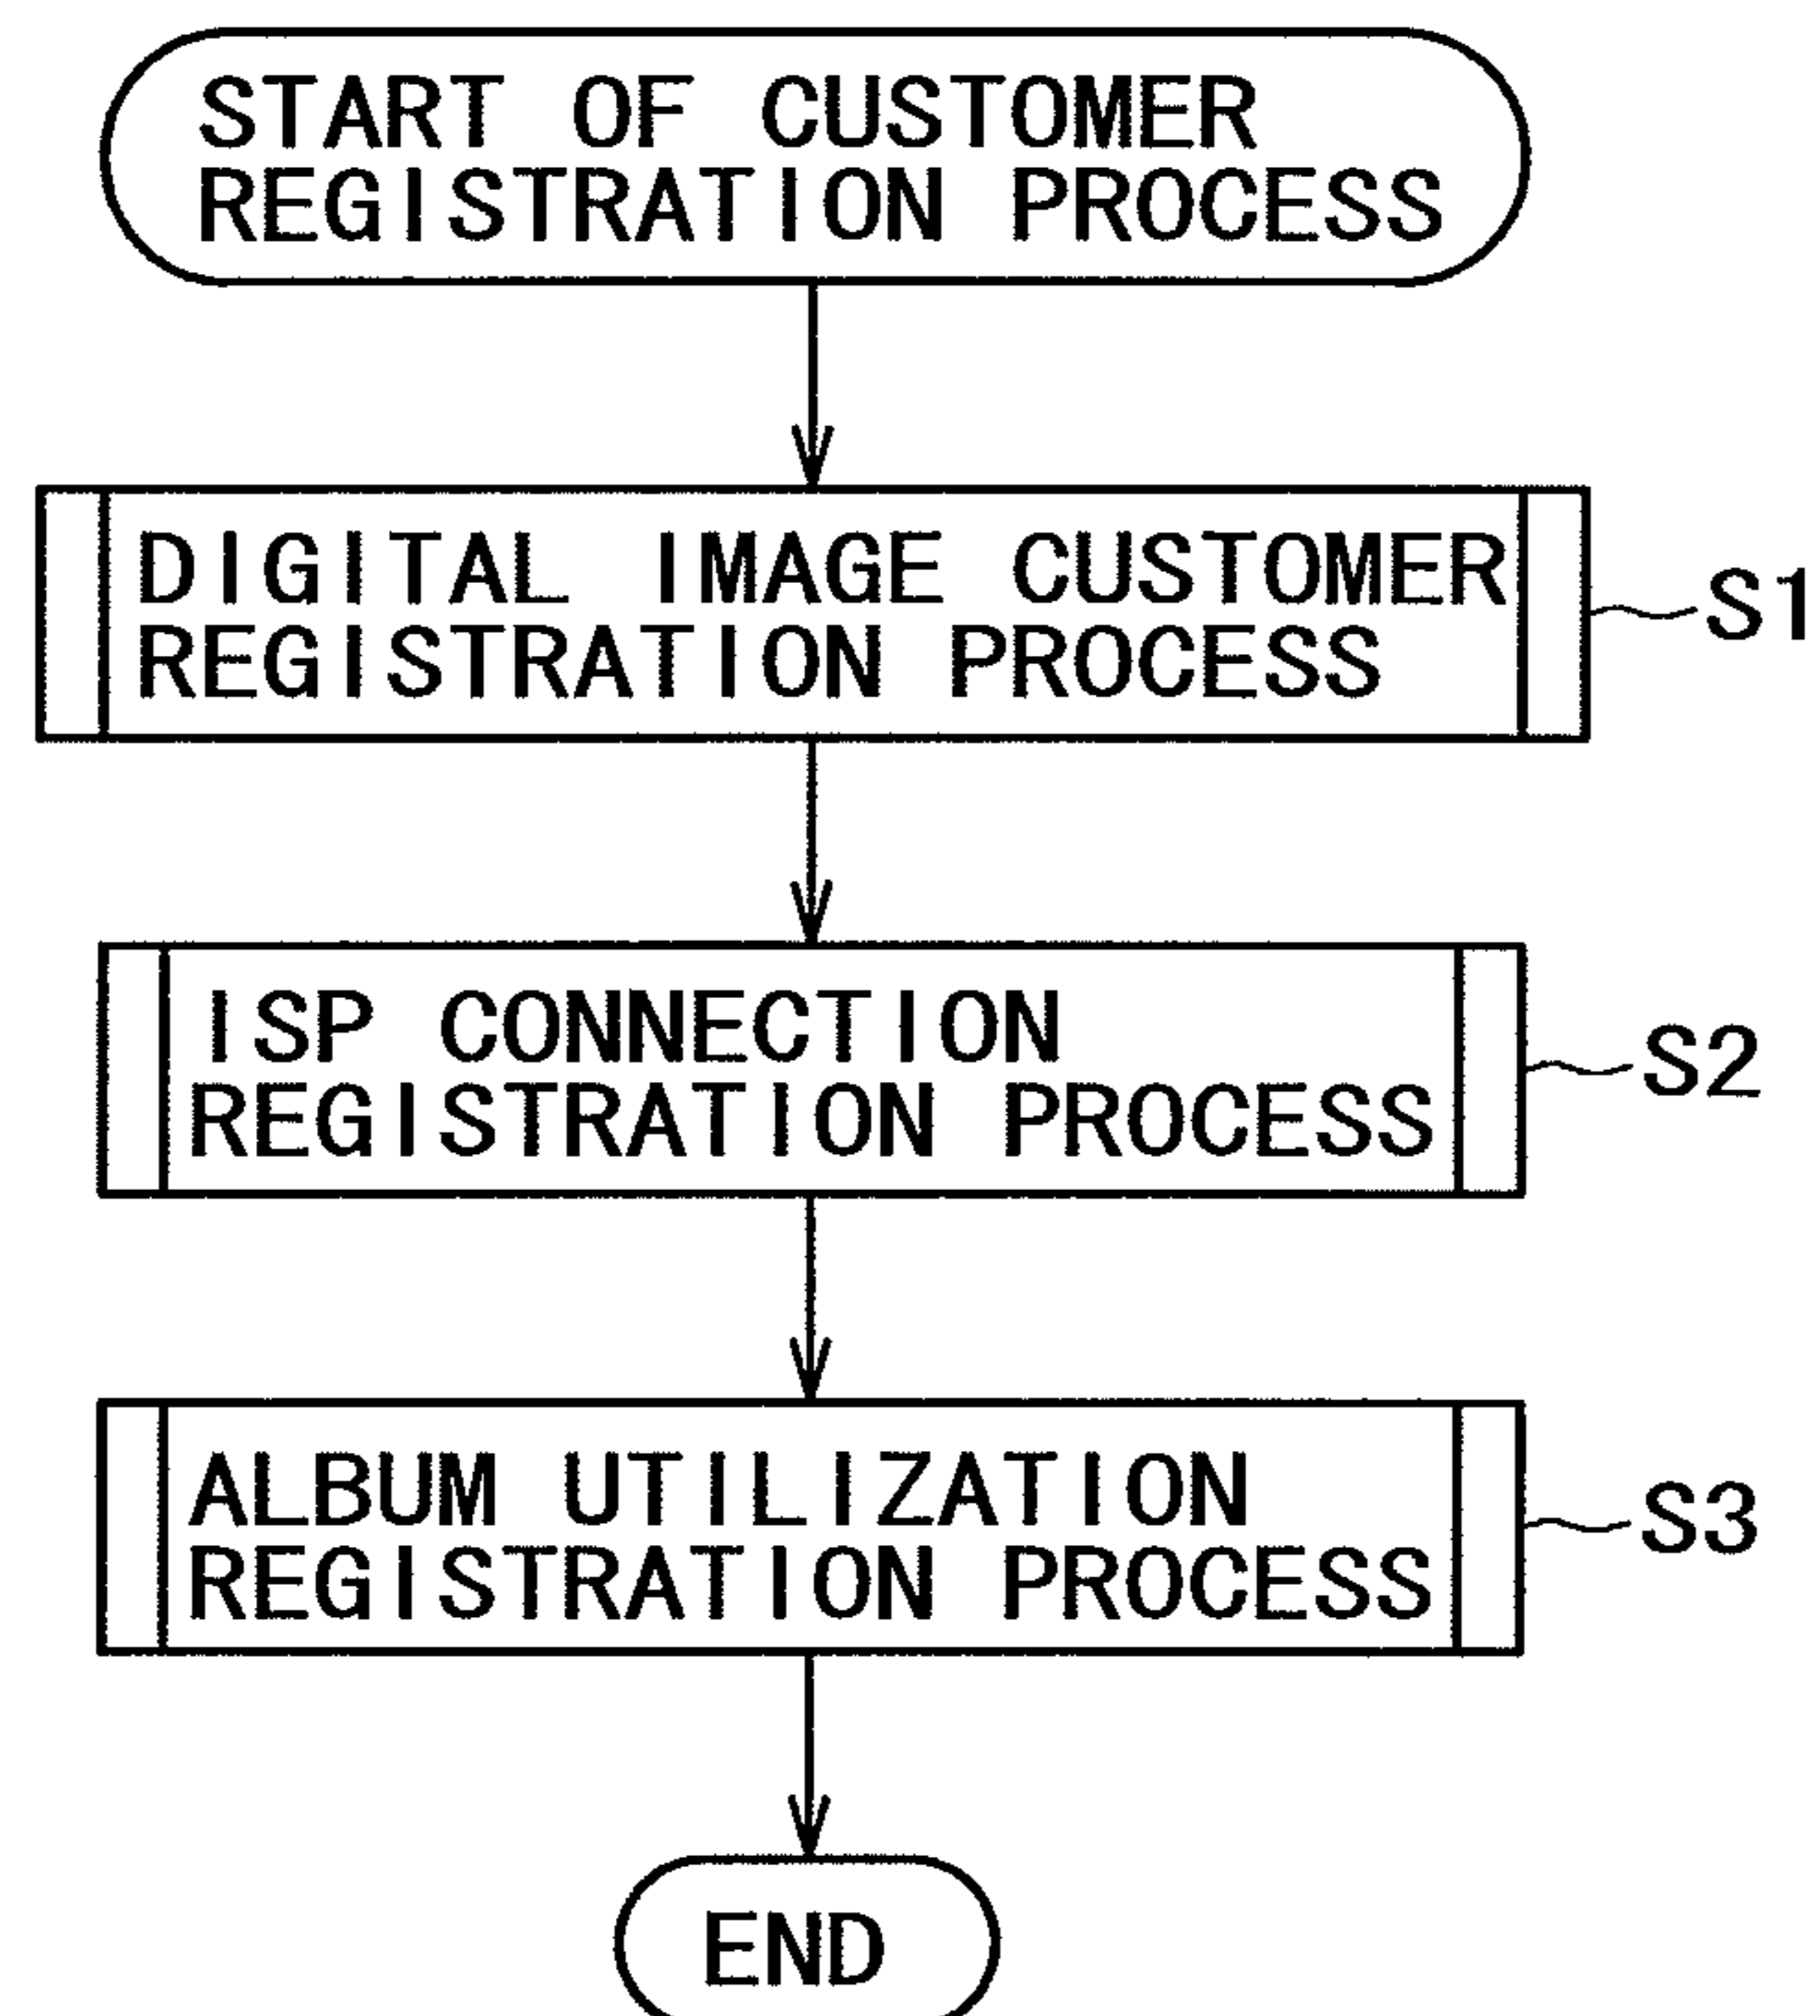 START OF CUSTOMER
REGISTRATION PROCESS
DIGITAL IMAGE CUSTOMER
REGISTRATION PROCESS
S1
ISP CONNECTION
REGISTRATION PROCESS
S2
ALBUM UTILIZATION
REGISTRATION PROCESS
S3
END